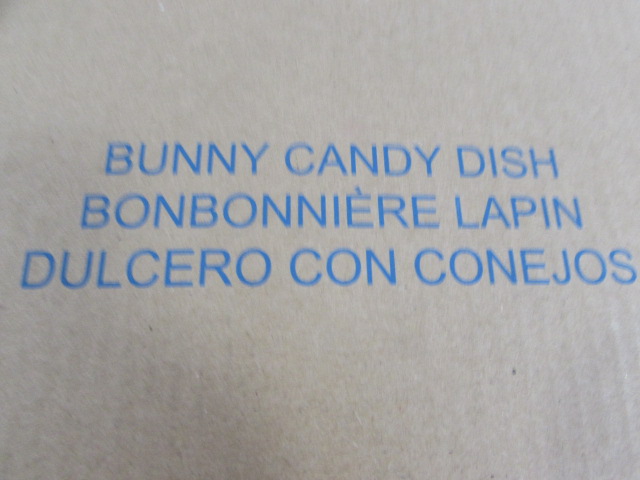 BUNNY CANDY DISH
BONBONNIÈRE LAPIN
DULCERO CON CONEJOS